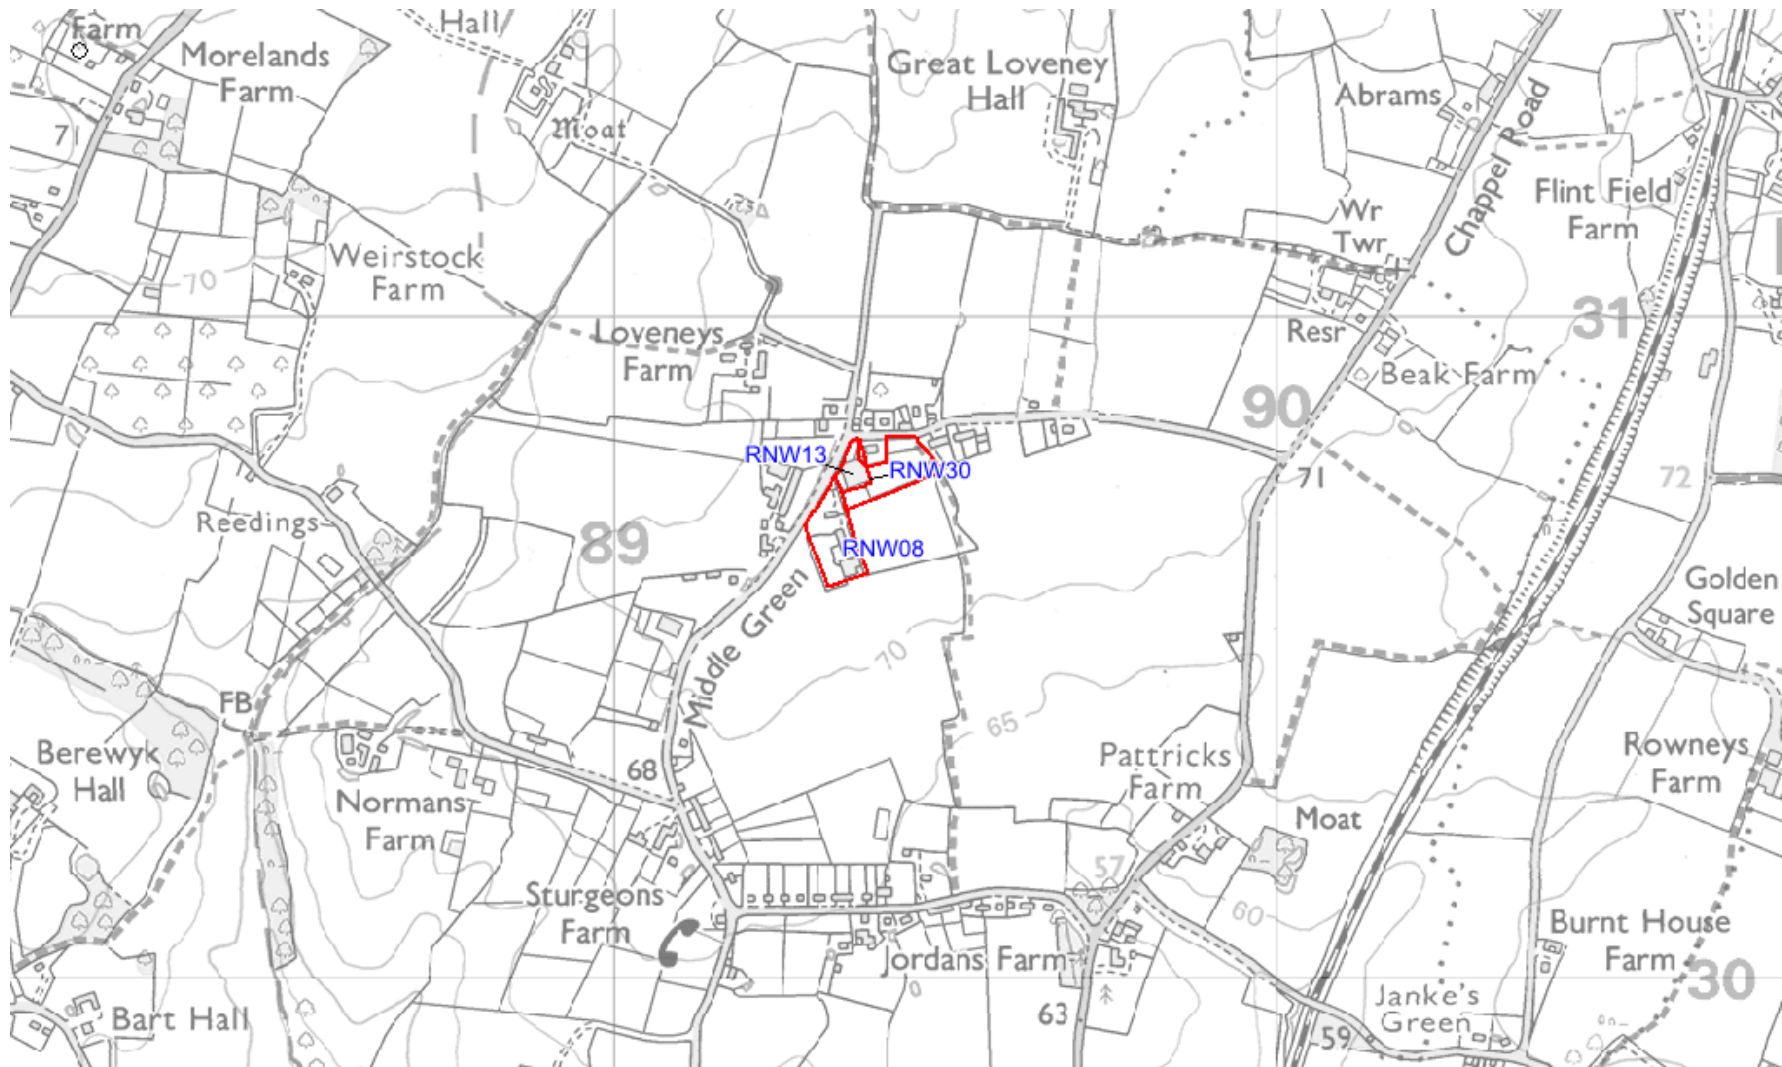 Farm
Hall
Morelands
Farm
Great Loveney
Hall
Abrams
Chappel Road
Moat
7
Flint Field
Farm
Wr
Twr
Weirstock
Farm
70
31
Resr
Loveneys
Farm
Beak Farm
90
RNW13
RNW30
71
72
Reedings
89
RNW08
Golden
Square
Middle Green
70
65
FB
Berewyk
Hall
68
Pattricks
Farm
Rowneys
Farm
Normans
Farm
Moat
57
Sturgeons
Farm
60
Burnt House
Farm
Jordans Farm
30
Bart Hall
63
Janke's
Green
59